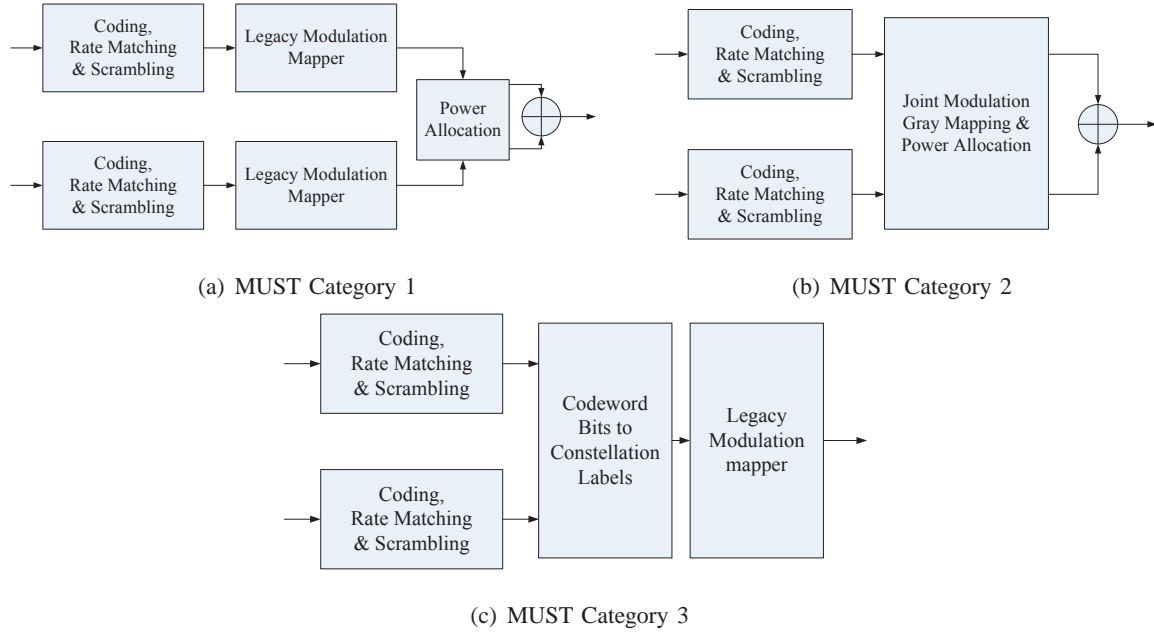 Coding,
Rate Matching
& Scrambling
Legacy Modulation
Mapper
Power
Allocation
Coding,
Rate Matching
& Scrambling
Legacy Modulation
Mapper
(a) MUST Category 1
Coding,
Rate Matching
& Scrambling
Joint Modulation
Gray Mapping &
Power Allocation
Coding,
Rate Matching
& Scrambling
(b) MUST Category 2
Coding,
Rate Matching
& Scrambling
Codeword
Bits to
Constellation
Labels
Legacy
Modulation
mapper
Coding,
Rate Matching
& Scrambling
(c) MUST Category 3